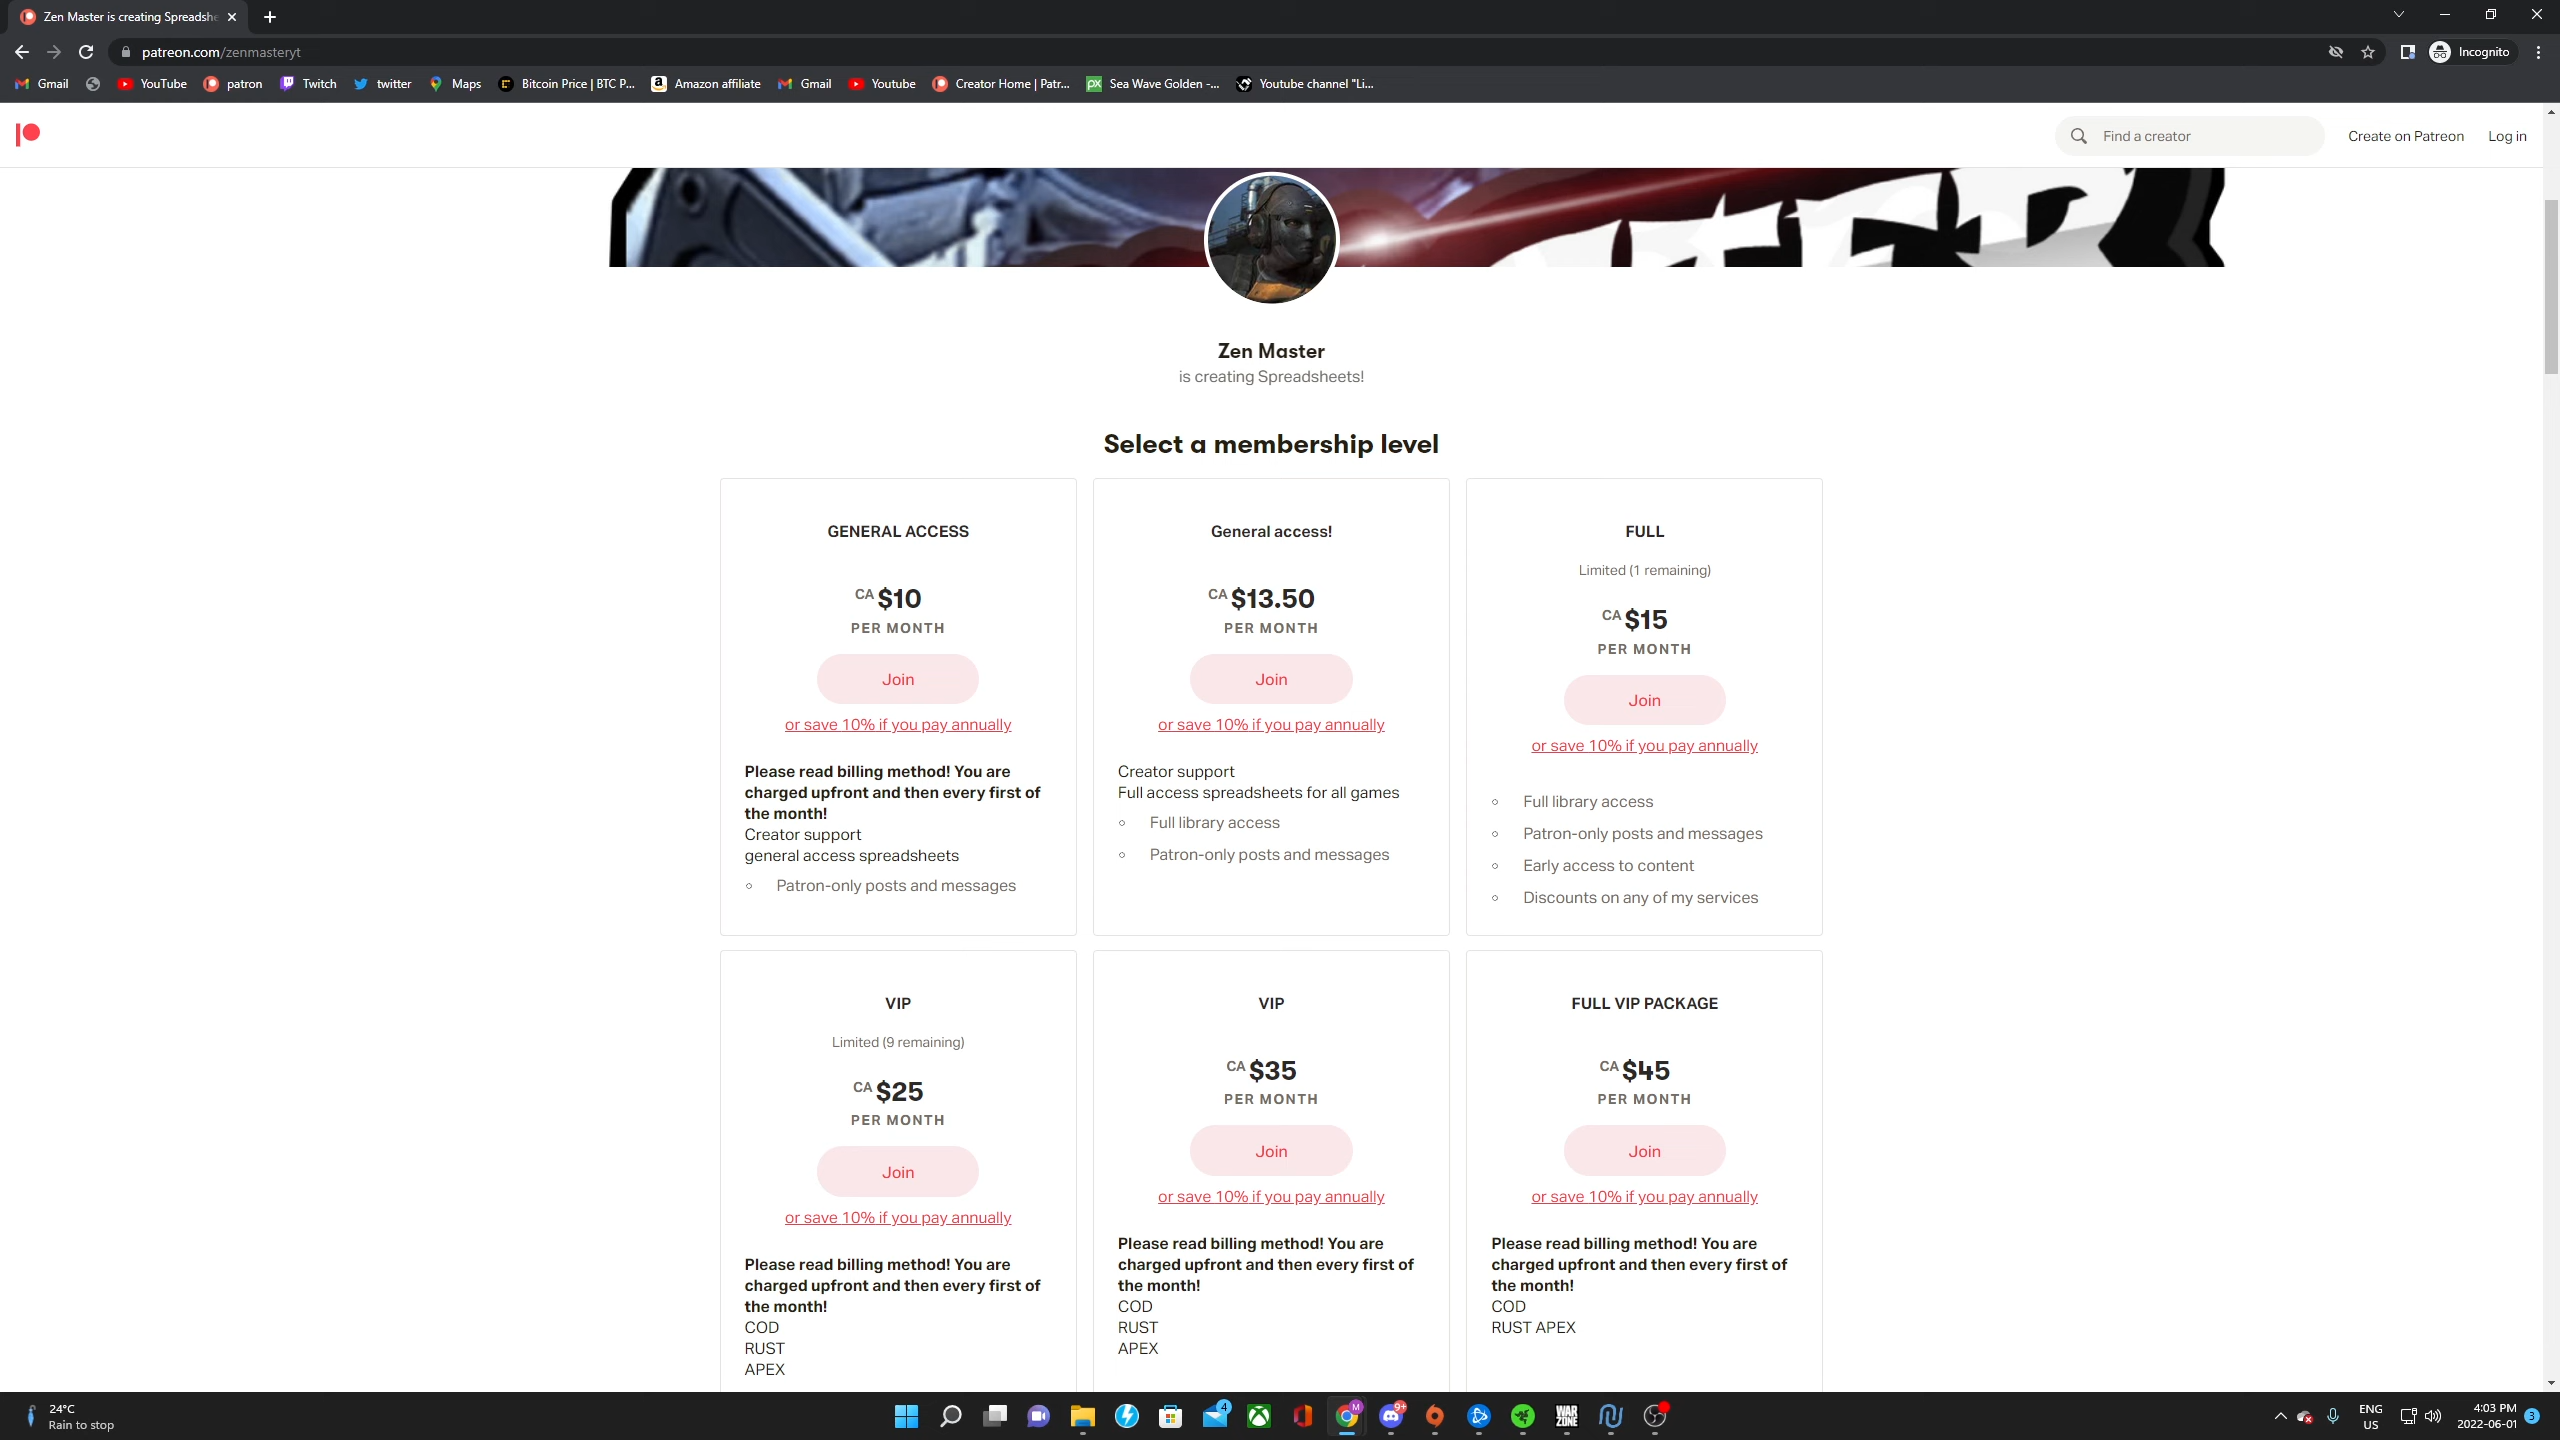 Zen Master is creating Spreadshe
patreon.com/zenmasteryt
Incognito
Gmail
YouTube
patron
Twitch
twitter
Maps
Bitcoin Price | BTC P...
Amazon affiliate
Gmail
Youtube
Creator Home | Patr...
Sea Wave Golden -...
Youtube channel "Li...
Find a creator
Create on Patreon
Log in
Zen Master
is creating Spreadsheets!
Select a membership level
GENERAL ACCESS
CA $10
PER MONTH
Join
or save 10% if you pay annually
Please read billing method! You are
charged upfront and then every first of
the month!
Creator support
general access spreadsheets
Patron-only posts and messages
General access!
CA $13.50
PER MONTH
Join
or save 10% if you pay annually
Creator support
Full access spreadsheets for all games
Full library access
Patron-only posts and messages
FULL
Limited (1 remaining)
CA $15
PER MONTH
Join
or save 10% if you pay annually
Full library access
Patron-only posts and messages
Early access to content
Discounts on any of my services
VIP
Limited (9 remaining)
CA $25
PER MONTH
Join
or save 10% if you pay annually
Please read billing method! You are
charged upfront and then every first of
the month!
COD
RUST
APEX
VIP
CA $35
PER MONTH
Join
or save 10% if you pay annually
Please read billing method! You are
charged upfront and then every first of
the month!
COD
RUST
APEX
FULL VIP PACKAGE
CA $45
PER MONTH
Join
or save 10% if you pay annually
Please read billing method! You are
charged upfront and then every first of
the month!
COD
RUST APEX
24°C
Rain to stop
4
M
9+
WAR
ZONE
ENG
US
4:03 PM
2022-06-01
3